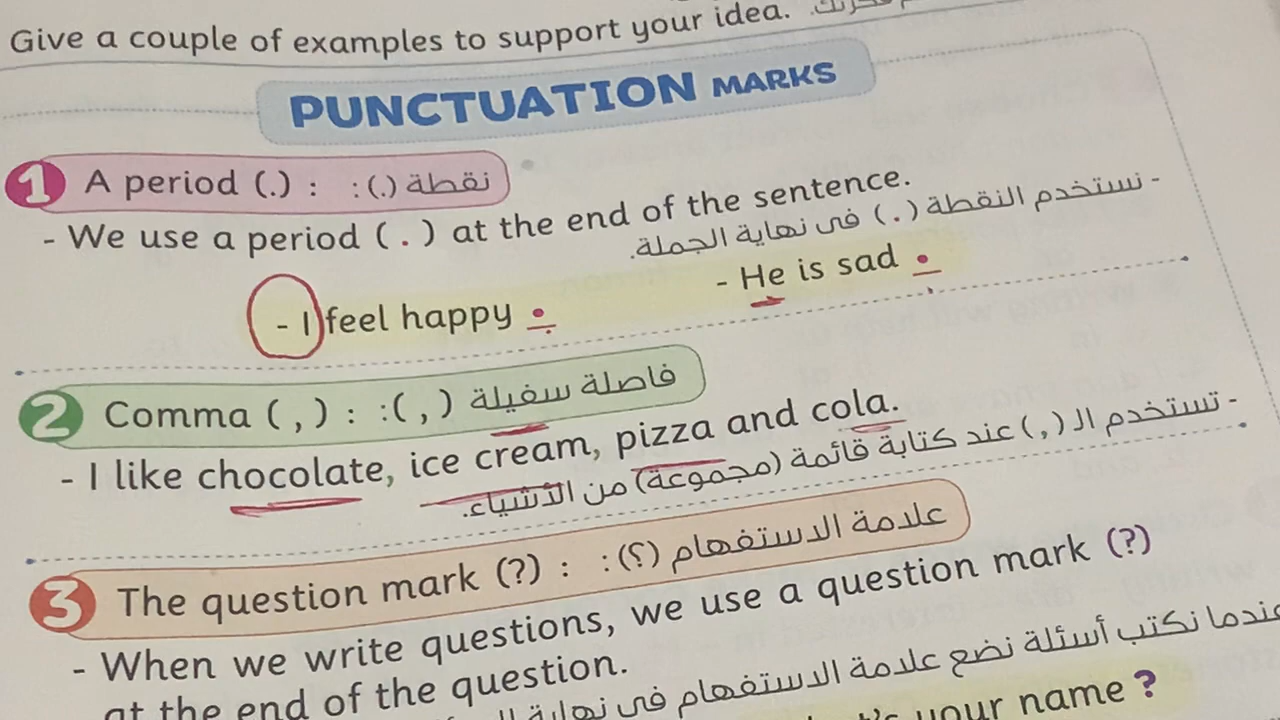 Give a couple of examples to support your idea.
PUNCTUATION MARKS
1 A period (.) : نقطة (.) :
- We use a period ( . ) at the end of the sentence.
- نستخدم النقطة ( . ) فى نهاية الجملة.
- I feel happy .
- He is sad .
2 Comma ( , ) : فاصلة سفيلة ( , ):
- I like chocolate, ice cream, pizza and cola.
- تستخدم الـ ( , ) عند كتابة قائمة (مجموعة) من الأشياء.
3 The question mark (?) : علامة الاستفهام (؟) :
- When we write questions, we use a question mark (?)
at the end of the question.
نكتب أسئلة نضع علامة الاستفهام فى
your name ?